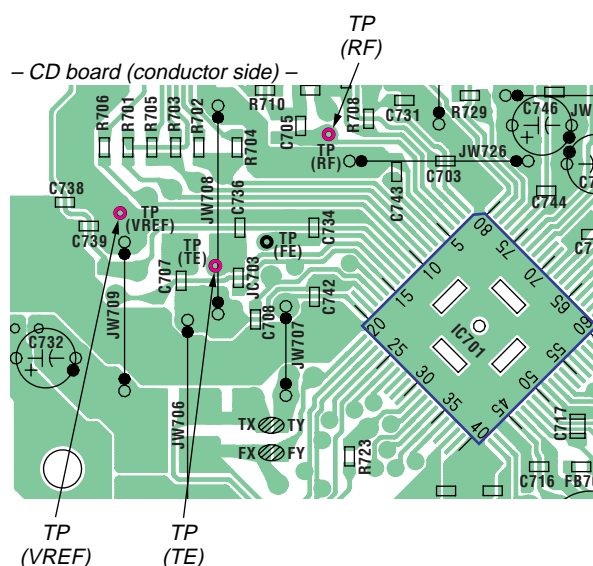 TP
(RF)
– CD board (conductor side) –
R706
R701
R705
R703
R702
R704
R710
C705
TP
(RF)
R708
C731
R729
C746
JW726
C703
C743
C744
C738
C739
TP
(VREF)
JW708
C736
TP
(TE)
TP
(FE)
C734
C707
JC703
C708
C742
JW709
JW707
C732
JW706
TX TY
FX FY
R723
IC701
5
10
15
20
25
30
35
40
45
50
55
60
65
70
75
80
C717
C716
TP
(VREF)
TP
(TE)